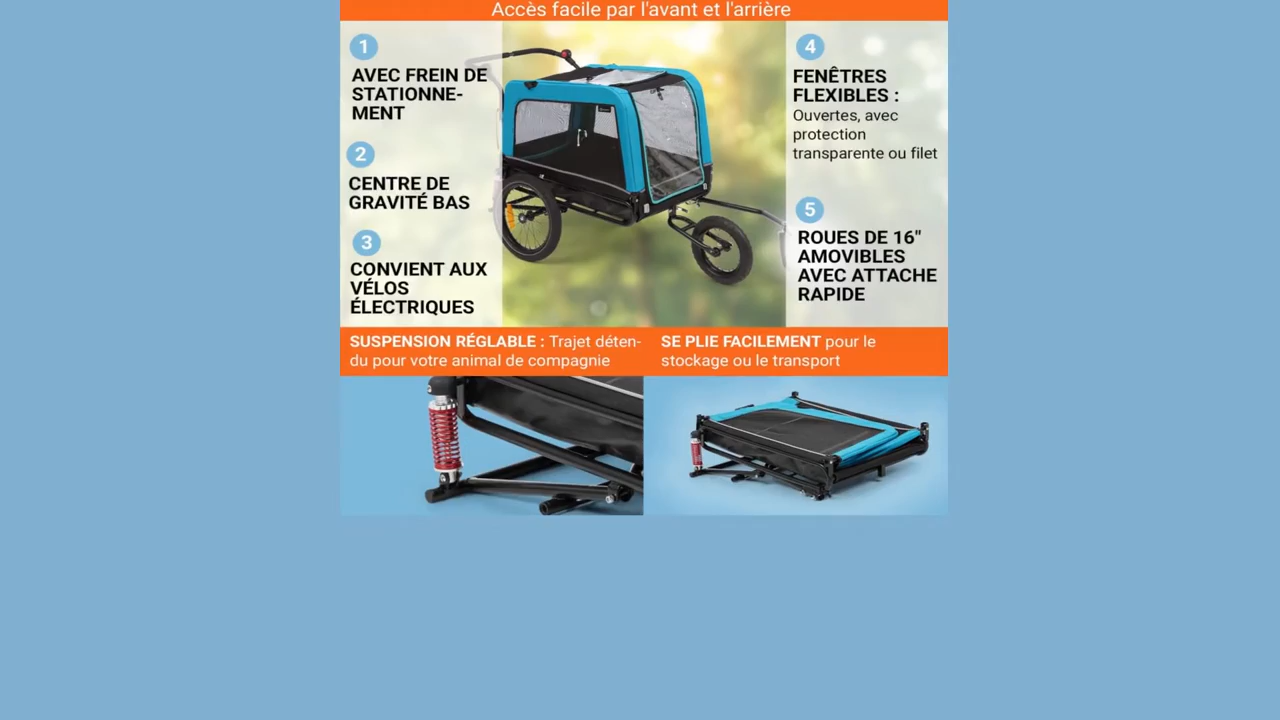 Accès facile par l'avant et l'arrière
1
AVEC FREIN DE
STATIONNE-
MENT
2
CENTRE DE
GRAVITÉ BAS
3
CONVIENT AUX
VÉLOS
ÉLECTRIQUES
4
FENÊTRES
FLEXIBLES :
Ouvertes, avec
protection
transparente ou filet
5
ROUES DE 16"
AMOVIBLES
AVEC ATTACHE
RAPIDE
SUSPENSION RÉGLABLE : Trajet déten-
du pour votre animal de compagnie
SE PLIE FACILEMENT pour le
stockage ou le transport